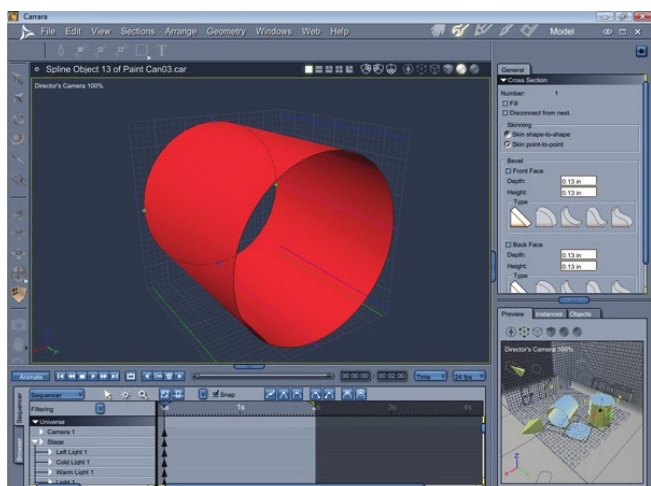 Carrara
File Edit View Sections Arrange Geometry Windows Web Help
Model
T
Spline Object 13 of Paint Can03.car
Director's Camera 100%
General
Cross Section
Number: 1
Fill
Disconnect from next.
Skinning
Skin shape-to-shape
Skin point-to-point
Bevel
Front Face
Depth: 0.13 in
Height: 0.13 in
Type
Back Face
Depth: 0.13 in
Height: 0.13 in
Type
Preview Instances Objects
Director's Camera 100%
Animate
00:00:00 / 00:02:00
Time
24 fps
Sequencer
Browser
Sequencer
Snap
Filtering
1s
3s
4s
Universe
Camera 1
Stage
Left Light 1
Cold Light 1
Warm Light 1
Light 1